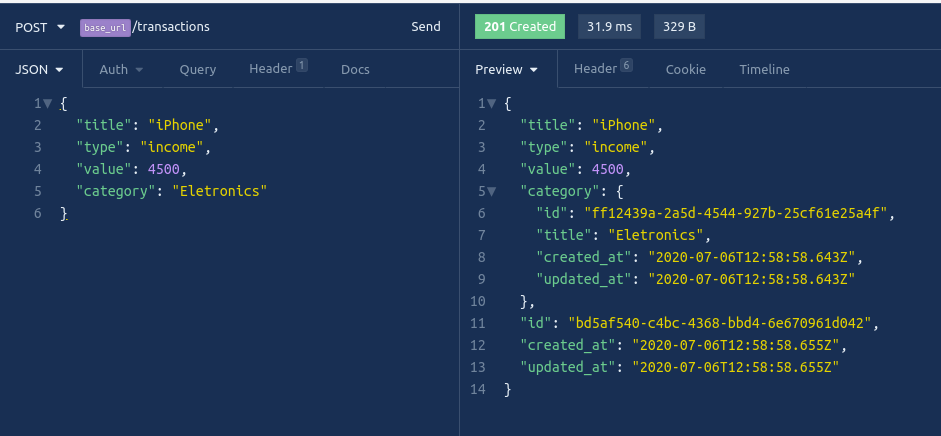 POST base_url/transactions Send
201 Created 31.9 ms 329 B
JSON Auth Query Header 1 Docs
Preview Header 6 Cookie Timeline
1 {
2 "title": "iPhone",
3 "type": "income",
4 "value": 4500,
5 "category": "Eletronics"
6 }
1 {
2 "title": "iPhone",
3 "type": "income",
4 "value": 4500,
5 "category": {
6 "id": "ff12439a-2a5d-4544-927b-25cf61e25a4f",
7 "title": "Eletronics",
8 "created_at": "2020-07-06T12:58:58.643Z",
9 "updated_at": "2020-07-06T12:58:58.643Z"
10 },
11 "id": "bd5af540-c4bc-4368-bbd4-6e670961d042",
12 "created_at": "2020-07-06T12:58:58.655Z",
13 "updated_at": "2020-07-06T12:58:58.655Z"
14 }